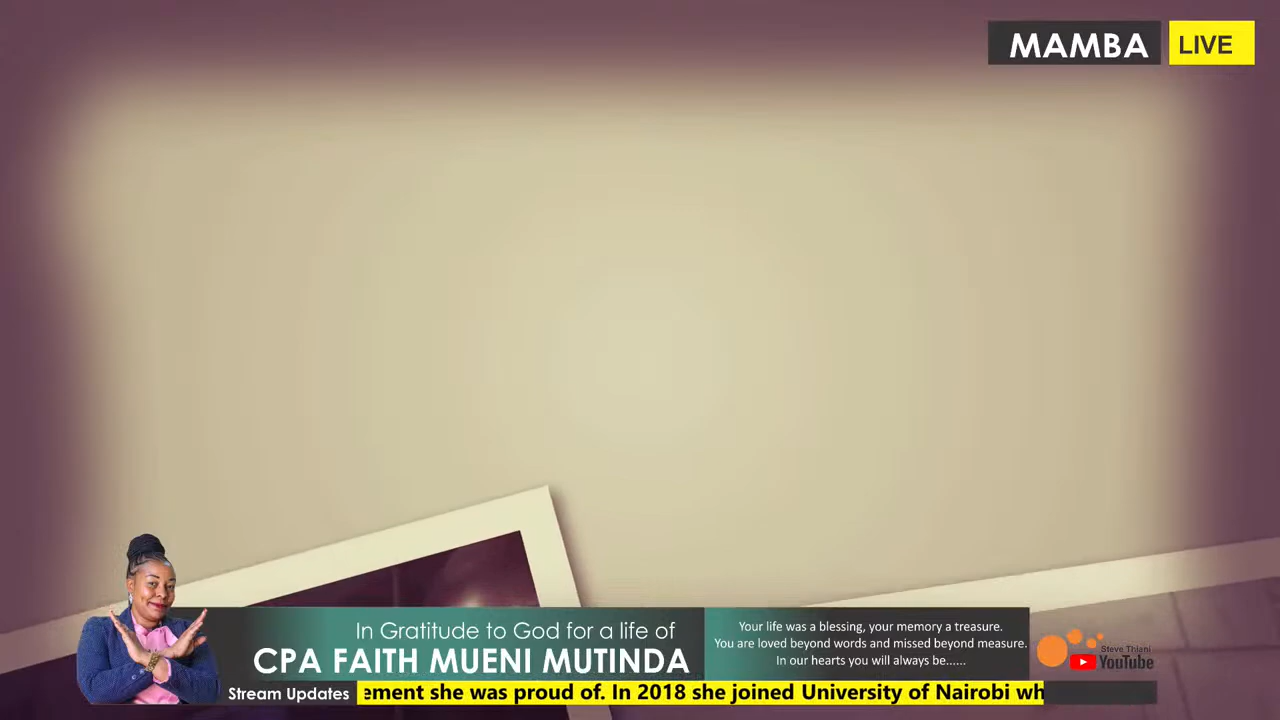 MAMBA LIVE
In Gratitude to God for a life of
CPA FAITH MUENI MUTINDA
Your life was a blessing, your memory a treasure.
You are loved beyond words and missed beyond measure.
In our hearts you will always be......
Steve Thiani
YouTube
Stream Updates
ement she was proud of. In 2018 she joined University of Nairobi wh